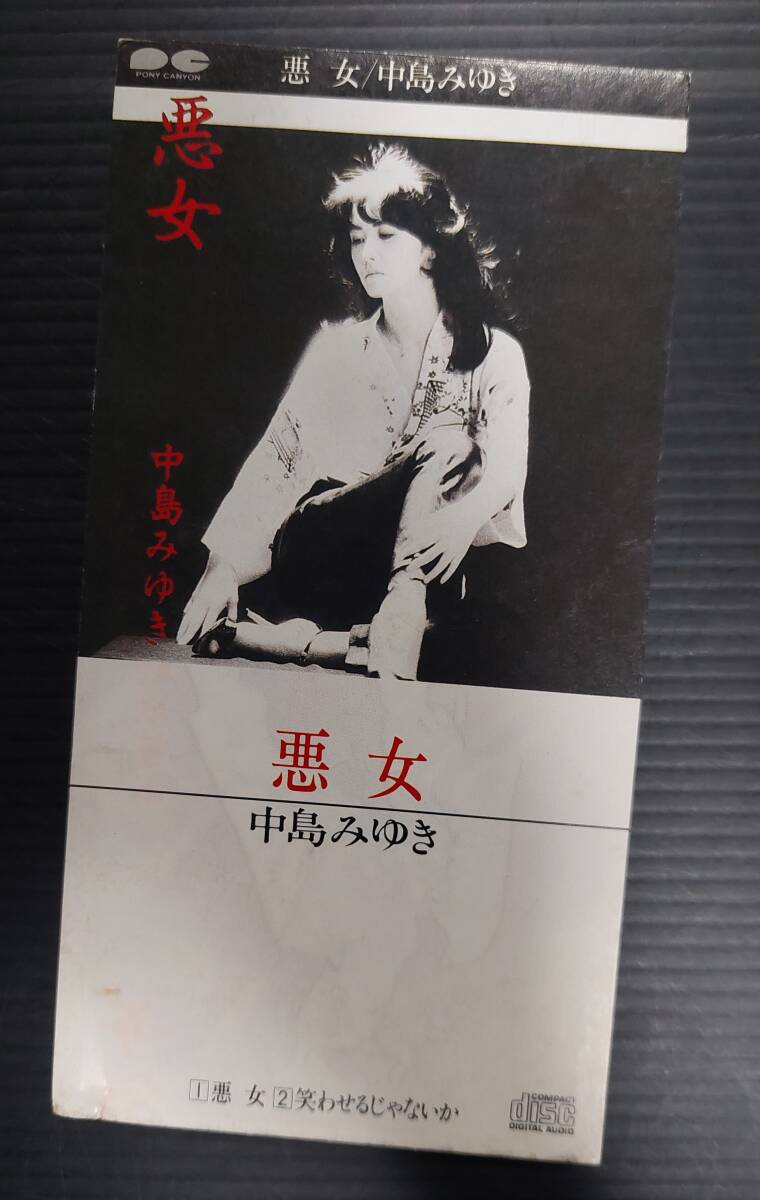 PONY CANYON
悪 女/中島みゆき
悪女
中島みゆき
悪 女
中島みゆき
1 悪 女 2 笑わせるじゃないか
COMPACT
disc
DIGITAL AUDIO